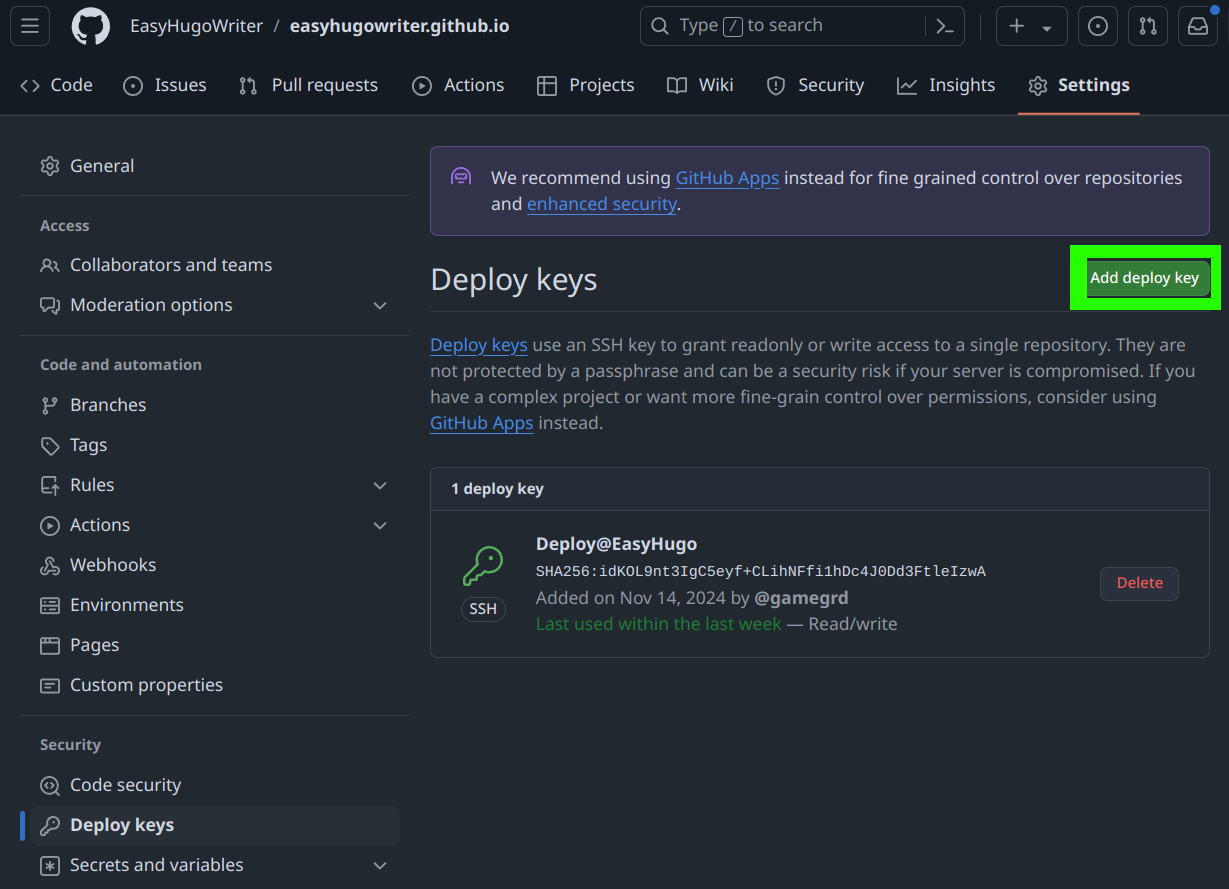 EasyHugoWriter / easyhugowriter.github.io
Type / to search
Code Issues Pull requests Actions Projects Wiki Security Insights Settings
General
Access
Collaborators and teams
Moderation options
Code and automation
Branches
Tags
Rules
Actions
Webhooks
Environments
Pages
Custom properties
Security
Code security
Deploy keys
Secrets and variables
We recommend using GitHub Apps instead for fine grained control over repositories
and enhanced security.
Deploy keys
Add deploy key
Deploy keys use an SSH key to grant readonly or write access to a single repository. They are
not protected by a passphrase and can be a security risk if your server is compromised. If you
have a complex project or want more fine-grain control over permissions, consider using
GitHub Apps instead.
1 deploy key
SSH
Deploy@EasyHugo
SHA256:idKOL9nt3IgC5eyf+CLihNFfi1hDc4J0Dd3FtleIzwA
Added on Nov 14, 2024 by @gamegrd
Last used within the last week — Read/write
Delete